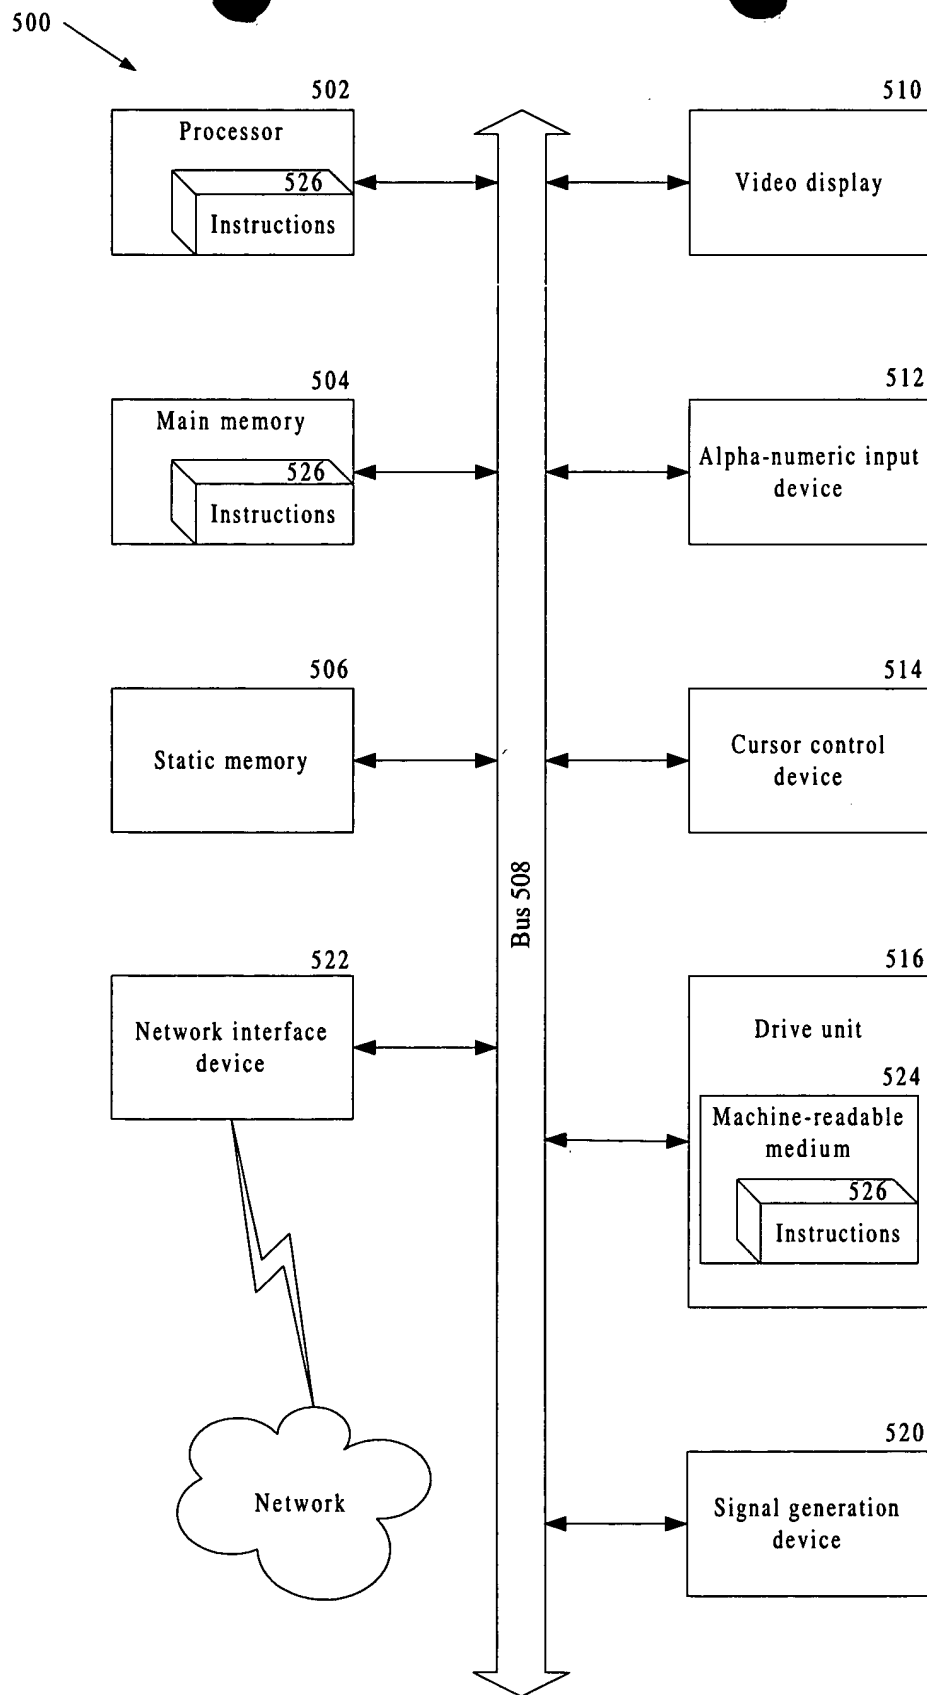 500
502
Processor
526
Instructions
510
Video display
504
Main memory
526
Instructions
512
Alpha-numeric input
device
506
Static memory
514
Cursor control
device
Bus 508
522
Network interface
device
516
Drive unit
524
Machine-readable
medium
526
Instructions
Network
520
Signal generation
device